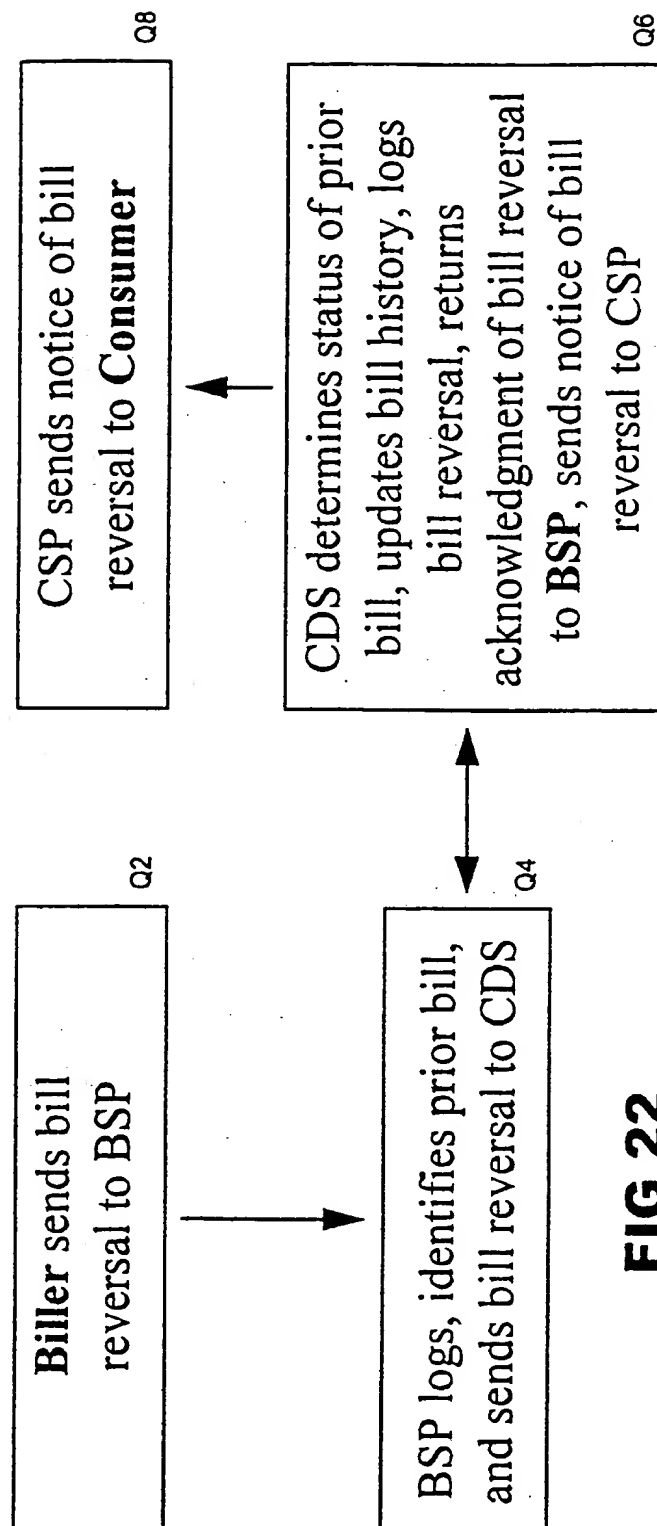 Biller sends bill
reversal to BSP
Q2
CSP sends notice of bill
reversal to Consumer
Q8
BSP logs, identifies prior bill,
and sends bill reversal to CDS
Q4
CDS determines status of prior
bill, updates bill history, logs
bill reversal, returns
acknowledgment of bill reversal
to BSP, sends notice of bill
reversal to CSP
Q6
FIG 22